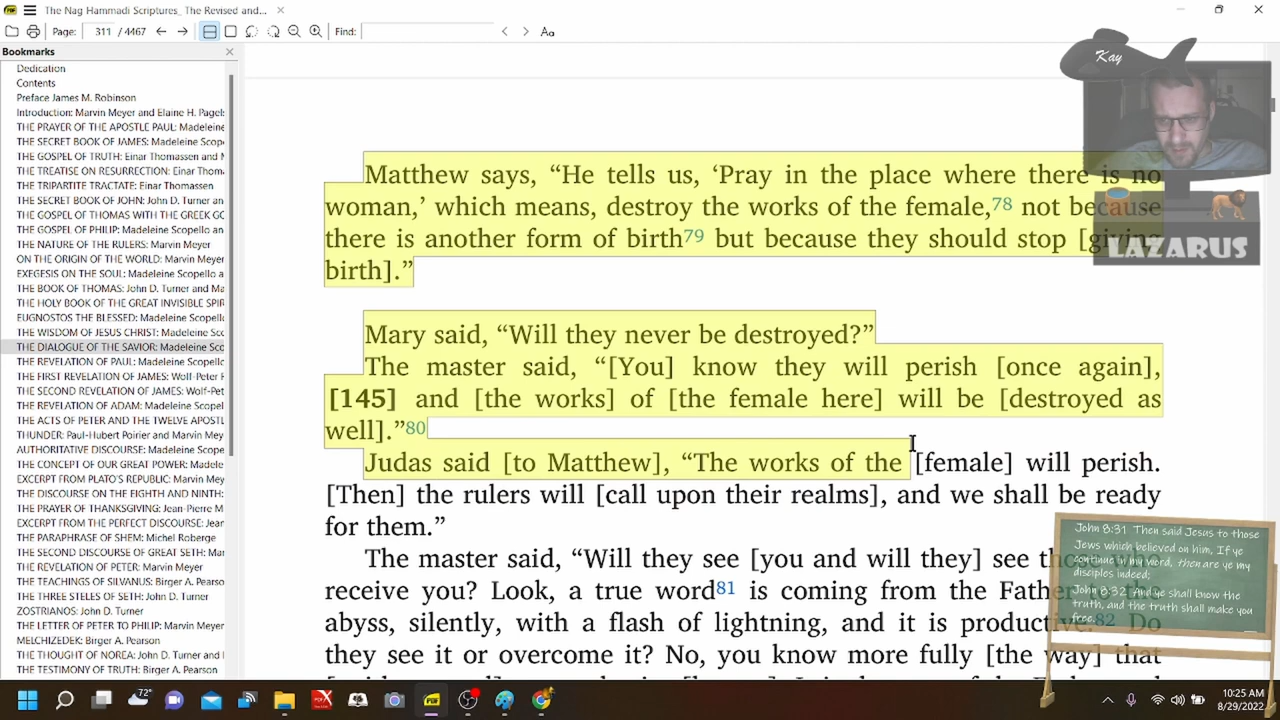 The Nag Hammadi Scriptures_ The Revised and...
Page: 311 / 4467 Find: Aa
Bookmarks
Dedication
Contents
Preface James M. Robinson
Introduction: Marvin Meyer and Elaine H. Pagel
THE PRAYER OF THE APOSTLE PAUL: Madeleine
THE SECRET BOOK OF JAMES: Madeleine Scop
THE GOSPEL OF TRUTH: Einar Thomassen and M
THE TREATISE ON RESURRECTION: Einar Thom
THE TRIPARTITE TRACTATE: Einar Thomassen
THE SECRET BOOK OF JOHN: John D. Turner and
THE GOSPEL OF THOMAS WITH THE GREEK GO
THE GOSPEL OF PHILIP: Madeleine Scopello and
THE NATURE OF THE RULERS: Marvin Meyer
ON THE ORIGIN OF THE WORLD: Marvin Meyer
EXEGESIS ON THE SOUL: Madeleine Scopello and
THE BOOK OF THOMAS: John D. Turner and Ma
THE HOLY BOOK OF THE GREAT INVISIBLE SPIR
EUGNOSTOS THE BLESSED: Madeleine Scopello
THE WISDOM OF JESUS CHRIST: Madeleine Sco
THE DIALOGUE OF THE SAVIOR: Madeleine Sco
THE REVELATION OF PAUL: Madeleine Scopello
THE FIRST REVELATION OF JAMES: Wolf-Peter F
THE SECOND REVELATION OF JAMES: Wolf-Pete
THE REVELATION OF ADAM: Madeleine Scopel
THE ACTS OF PETER AND THE TWELVE APOSTL
THUNDER: Paul-Hubert Poirier and Marvin Mey
AUTHORITATIVE DISCOURSE: Madeleine Scope
THE CONCEPT OF OUR GREAT POWER: Madele
EXCERPT FROM PLATO'S REPUBLIC: Marvin Mey
THE DISCOURSE ON THE EIGHTH AND NINTH:
THE PRAYER OF THANKSGIVING: Jean-Pierre M
EXCERPT FROM THE PERFECT DISCOURSE: Jean
THE PARAPHRASE OF SHEM: Michel Roberge
THE SECOND DISCOURSE OF GREAT SETH: Mar
THE REVELATION OF PETER: Marvin Meyer
THE TEACHINGS OF SILVANUS: Birger A. Pearso
THE THREE STELES OF SETH: John D. Turner
ZOSTRIANOS: John D. Turner
THE LETTER OF PETER TO PHILIP: Marvin Meyer
MELCHIZEDEK: Birger A. Pearson
THE THOUGHT OF NOREA: John D. Turner and
THE TESTIMONY OF TRUTH: Birger A. Pearson
Matthew says, “He tells us, ‘Pray in the place where there is no
woman,’ which means, destroy the works of the female,78 not because
there is another form of birth79 but because they should stop [giving
birth].”
Mary said, “Will they never be destroyed?”
The master said, “[You] know they will perish [once again],
[145] and [the works] of [the female here] will be [destroyed as
well].”80
Judas said [to Matthew], “The works of the [female] will perish.
[Then] the rulers will [call upon their realms], and we shall be ready
for them.”
The master said, “Will they see [you and will they] see those who
receive you? Look, a true word81 is coming from the Father to the
abyss, silently, with a flash of lightning, and it is productive.82 Do
they see it or overcome it? No, you know more fully [the way] that
Kay
LAZARUS
John 8:31 Then said Jesus to those
Jews which believed on him, If ye
continue in my word, then are ye my
disciples indeed;
John 8:32 And ye shall know the
truth, and the truth shall make you
free.
72°
10:25 AM
8/29/2022